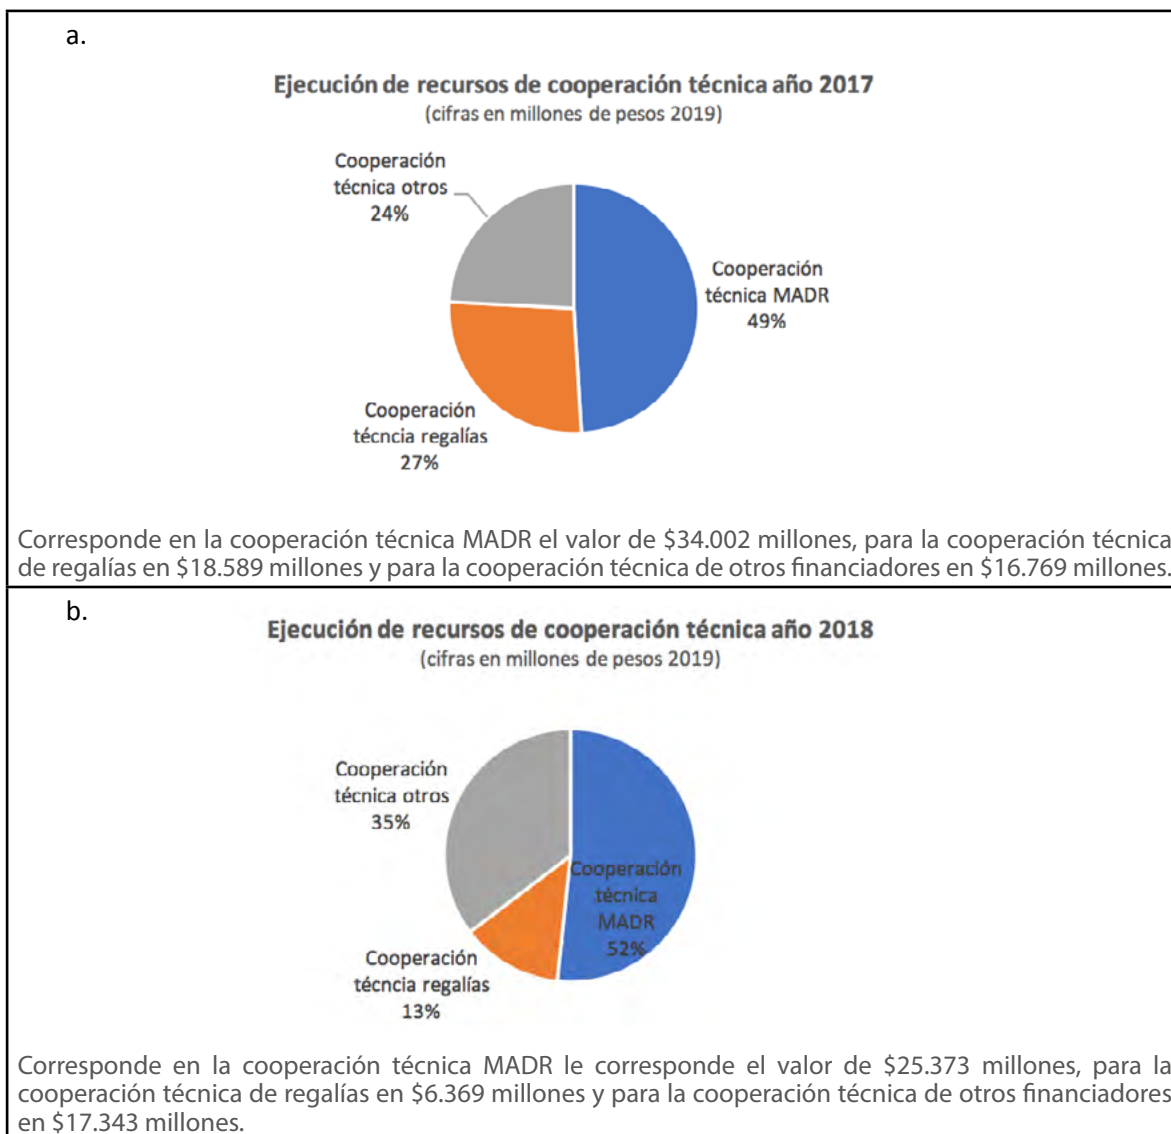 a.
Ejecución de recursos de cooperación técnica año 2017
(cifras en millones de pesos 2019)
Cooperación
técnica otros
24%
Cooperación
técnica MADR
49%
Cooperación
técncia regalías
27%
Corresponde en la cooperación técnica MADR el valor de $34.002 millones, para la cooperación técnica
de regalías en $18.589 millones y para la cooperación técnica de otros financiadores en $16.769 millones.
b.
Ejecución de recursos de cooperación técnica año 2018
(cifras en millones de pesos 2019)
Cooperación
técnica otros
35%
Cooperación
técnica
MADR
52%
Cooperación
técncia regalías
13%
Corresponde en la cooperación técnica MADR le corresponde el valor de $25.373 millones, para la
cooperación técnica de regalías en $6.369 millones y para la cooperación técnica de otros financiadores
en $17.343 millones.